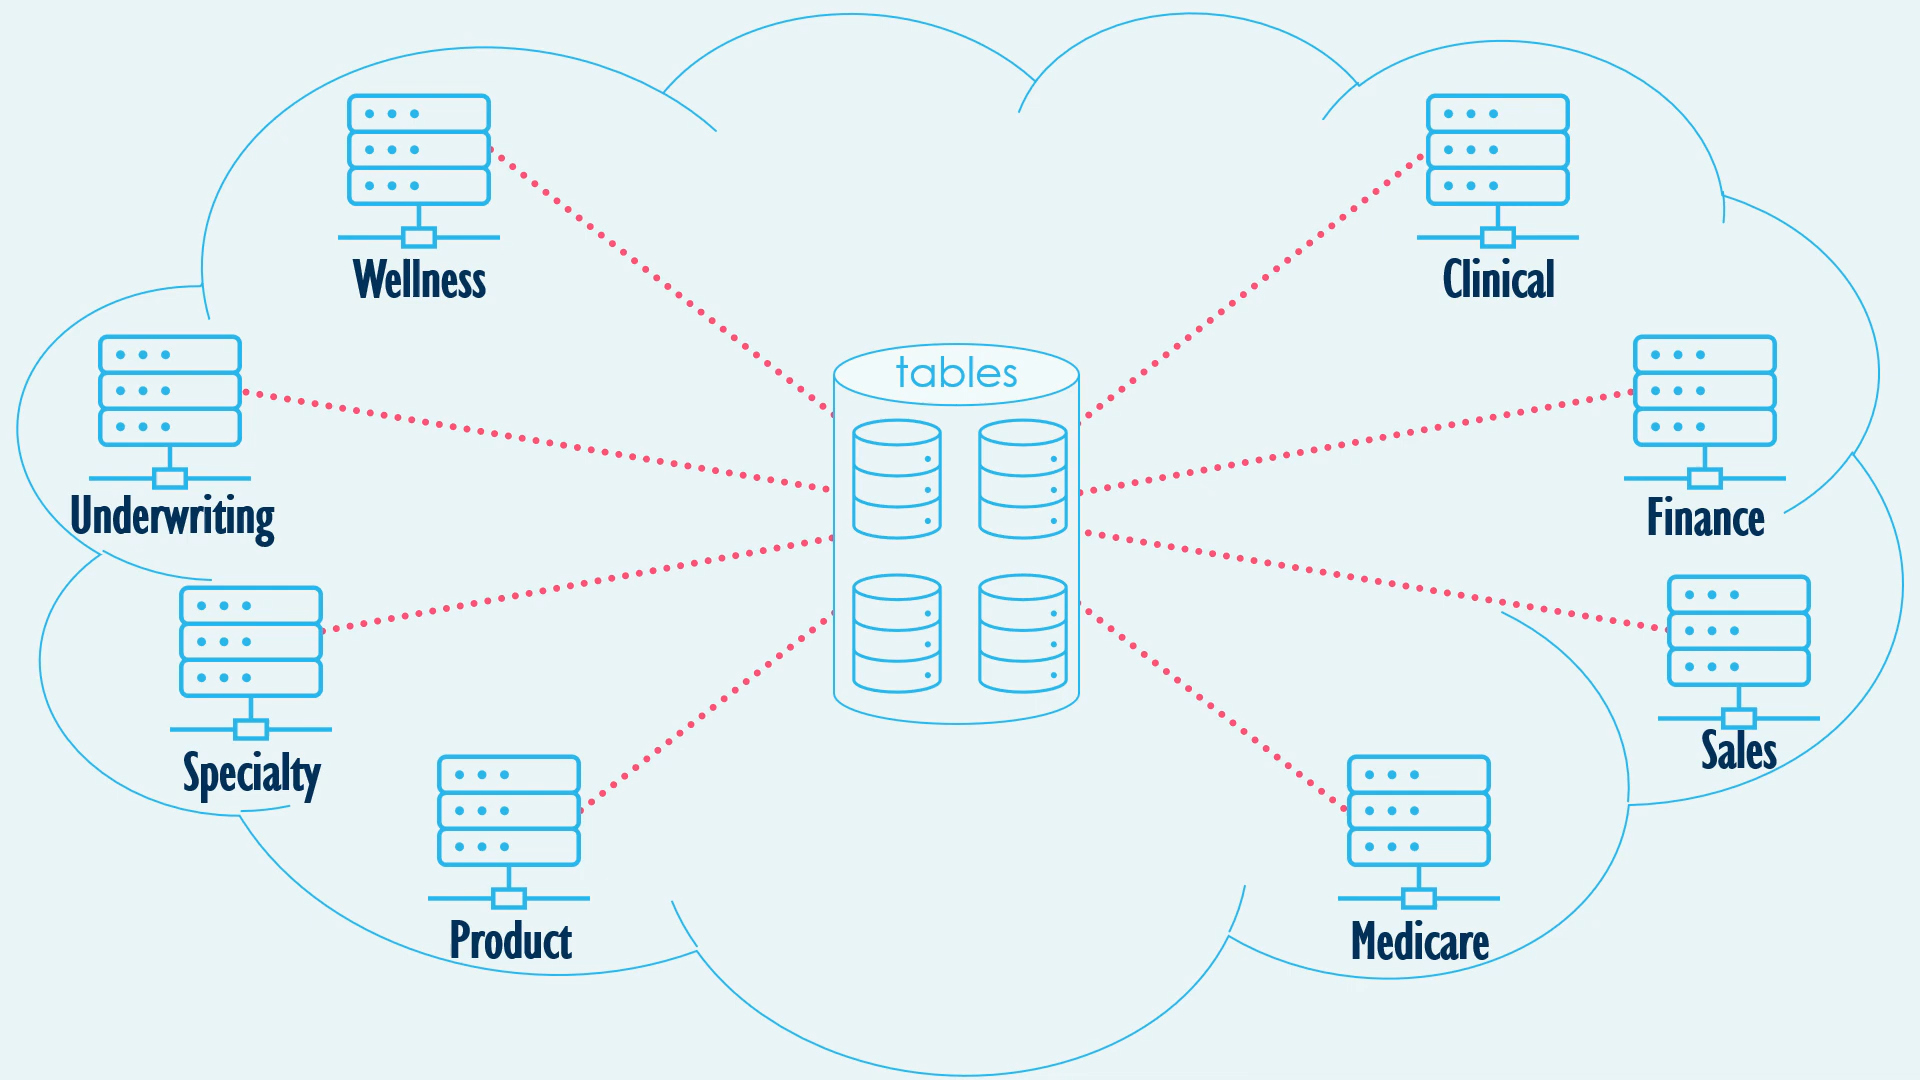 Wellness
Clinical
tables
Underwriting
Finance
Specialty
Sales
Product
Medicare